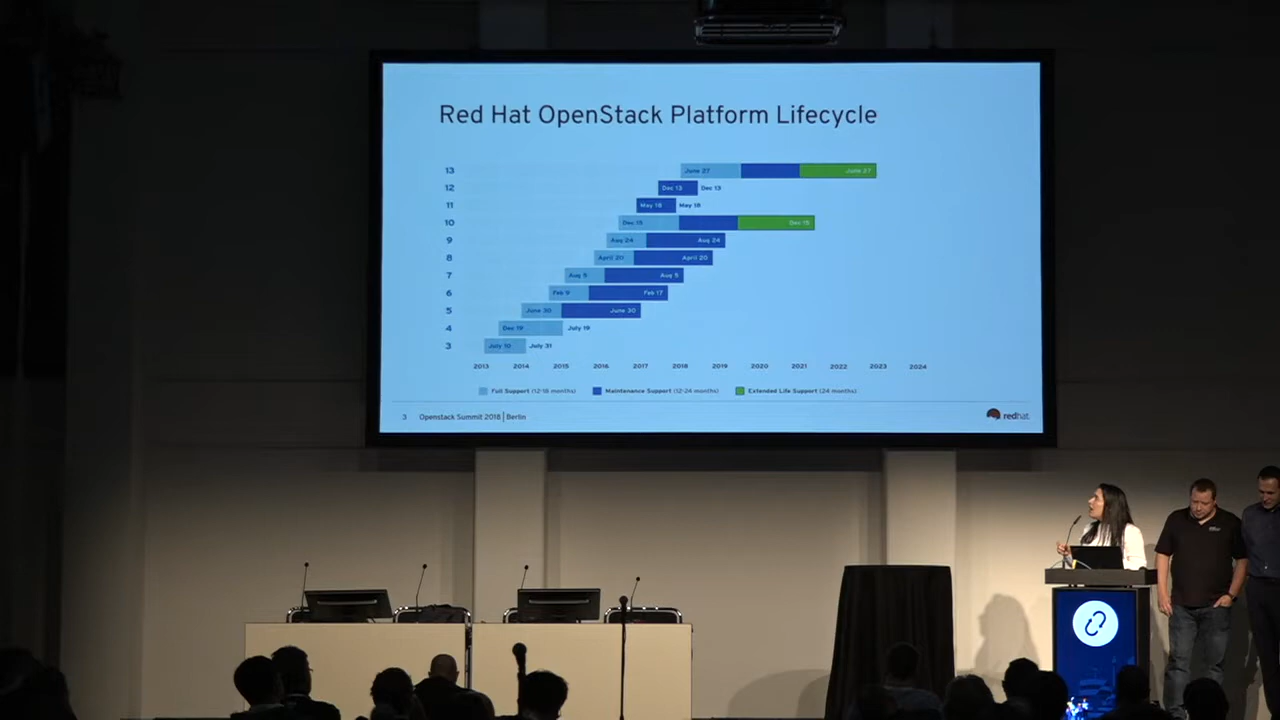 Red Hat OpenStack Platform Lifecycle
13 June 27 June 27
12 Dec 13 Dec 13
11 May 18 May 18
10 Dec 15 Dec 15
9 Aug 24 Aug 24
8 April 20 April 20
7 Aug 5 Aug 5
6 Feb 9 Feb 17
5 June 30 June 30
4 Dec 19 July 19
3 July 10 July 31
2013 2014 2015 2016 2017 2018 2019 2020 2021 2022 2023 2024
Full Support (12-18 months) Maintenance Support (12-24 months) Extended Life Support (24 months)
3 Openstack Summit 2018 | Berlin
redhat.